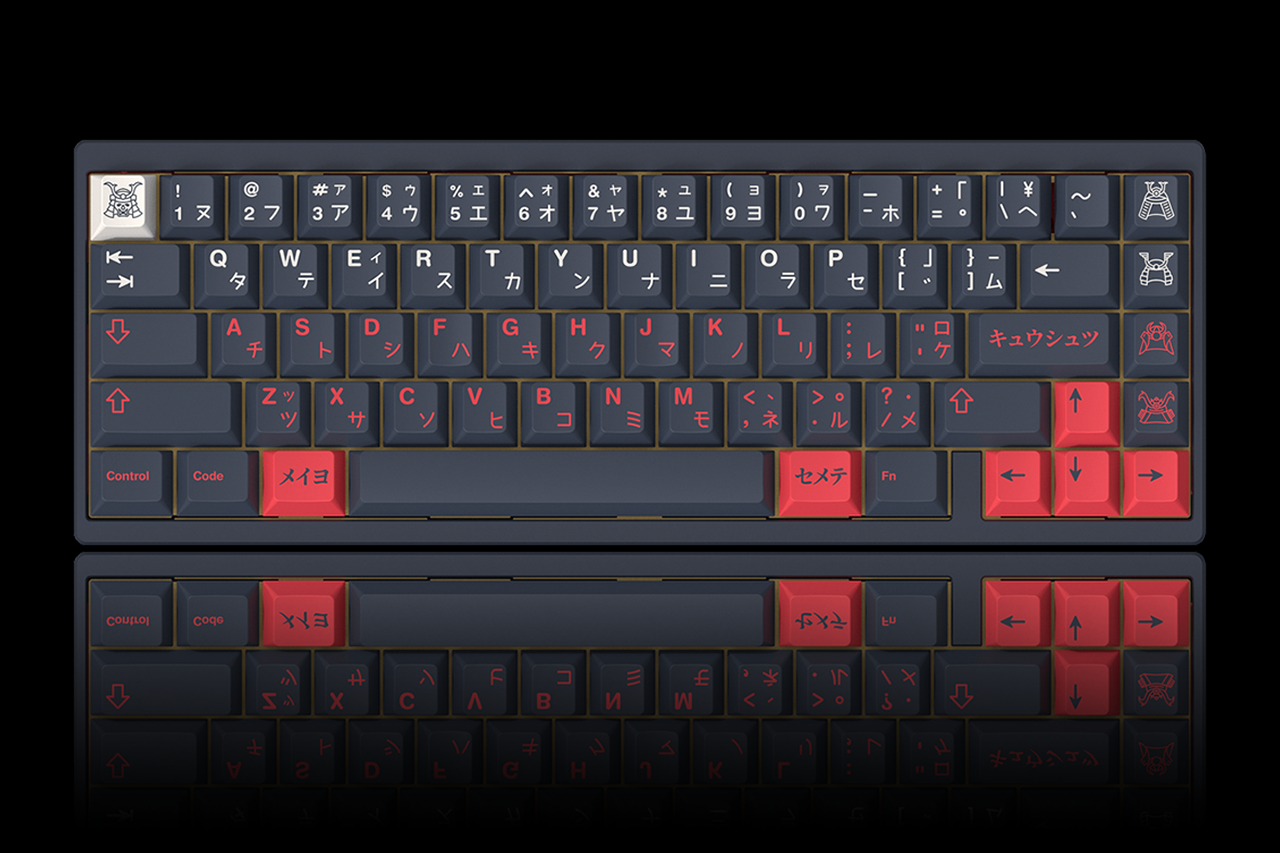 ! 1 ヌ @ 2 フ # ァ 3 ア $ ゥ 4 ウ % ェ 5 エ ^ ォ 6 オ & ャ 7 ヤ * ュ 8 ユ ( ョ 9 ヨ ) ヲ 0 ワ _ - ホ + 「 = ° | ¥ \ ヘ ~ `
Q タ W テ E ィ イ R ス T カ Y ン U ナ I ニ O ラ P セ { 」 [ ゛ } - ] ム ←
A チ S ト D シ F ハ G キ H ク J マ K ノ L リ : ; レ " ロ ' ケ キュウシュツ
Z ッ ツ X サ C ソ V ヒ B コ N ミ M モ < 、 , ネ > ° . ル ? ・ / メ ↑
Control Code メイヨ セメテ Fn ← ↓ →